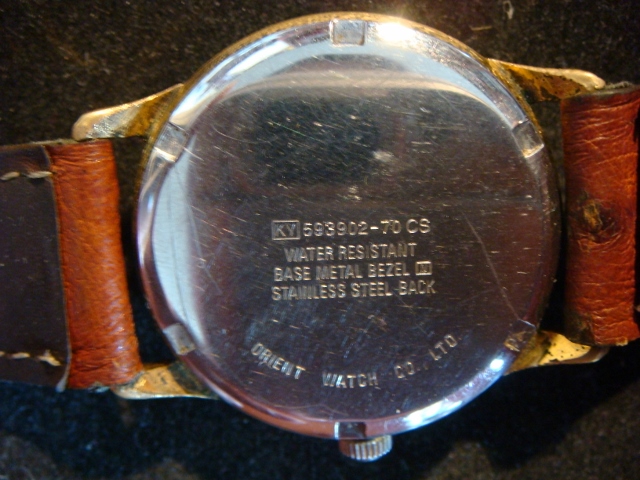 KY 593902-70 CS
WATER RESISTANT
BASE METAL BEZEL
STAINLESS STEEL BACK
ORIENT WATCH CO., LTD.